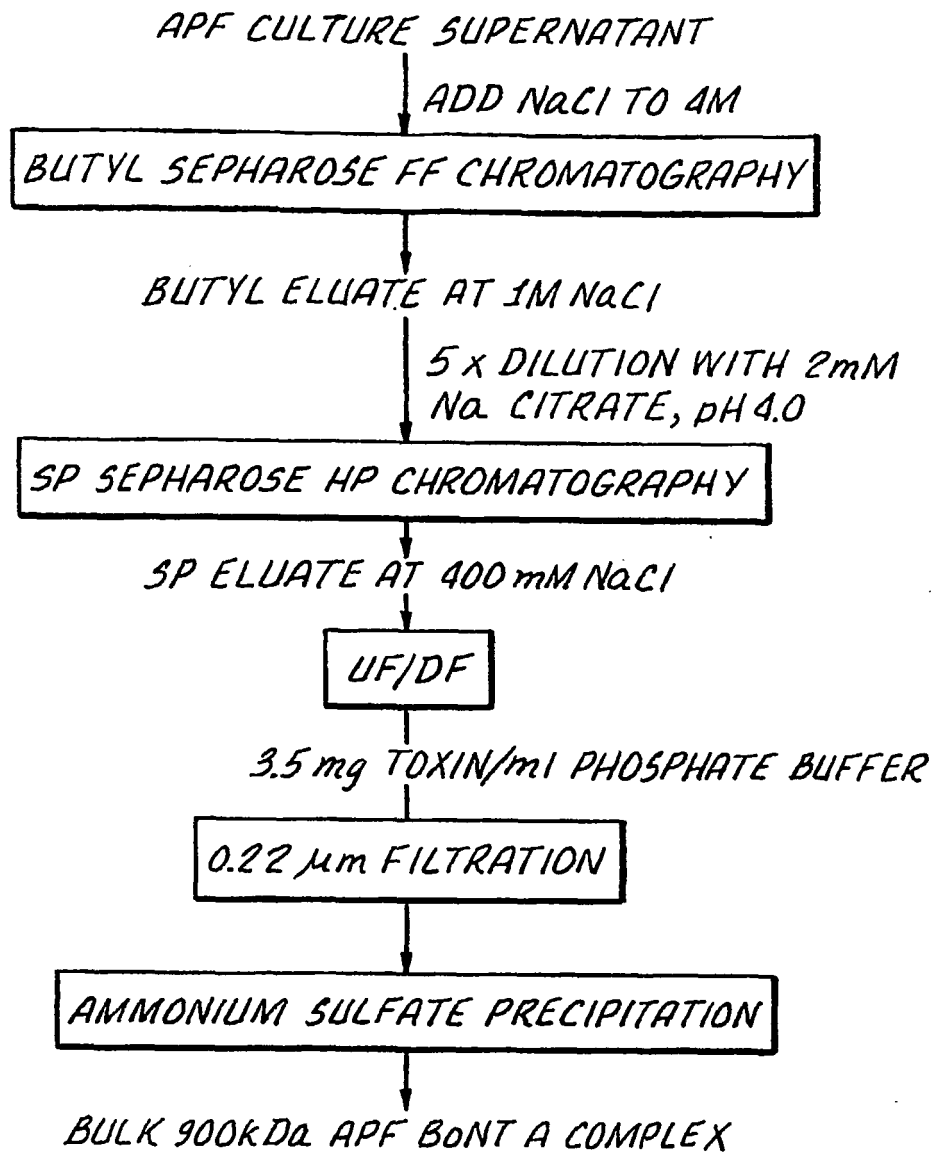 APF CULTURE SUPERNATANT
ADD NaCl TO 4M
BUTYL SEPHAROSE FF CHROMATOGRAPHY
BUTYL ELUATE AT 1M NaCl
5 x DILUTION WITH 2mM
Na CITRATE, pH 4.0
SP SEPHAROSE HP CHROMATOGRAPHY
SP ELUATE AT 400 mM NaCl
UF/DF
3.5 mg TOXIN/ml PHOSPHATE BUFFER
0.22 µm FILTRATION
AMMONIUM SULFATE PRECIPITATION
BULK 900kDa APF BoNT A COMPLEX